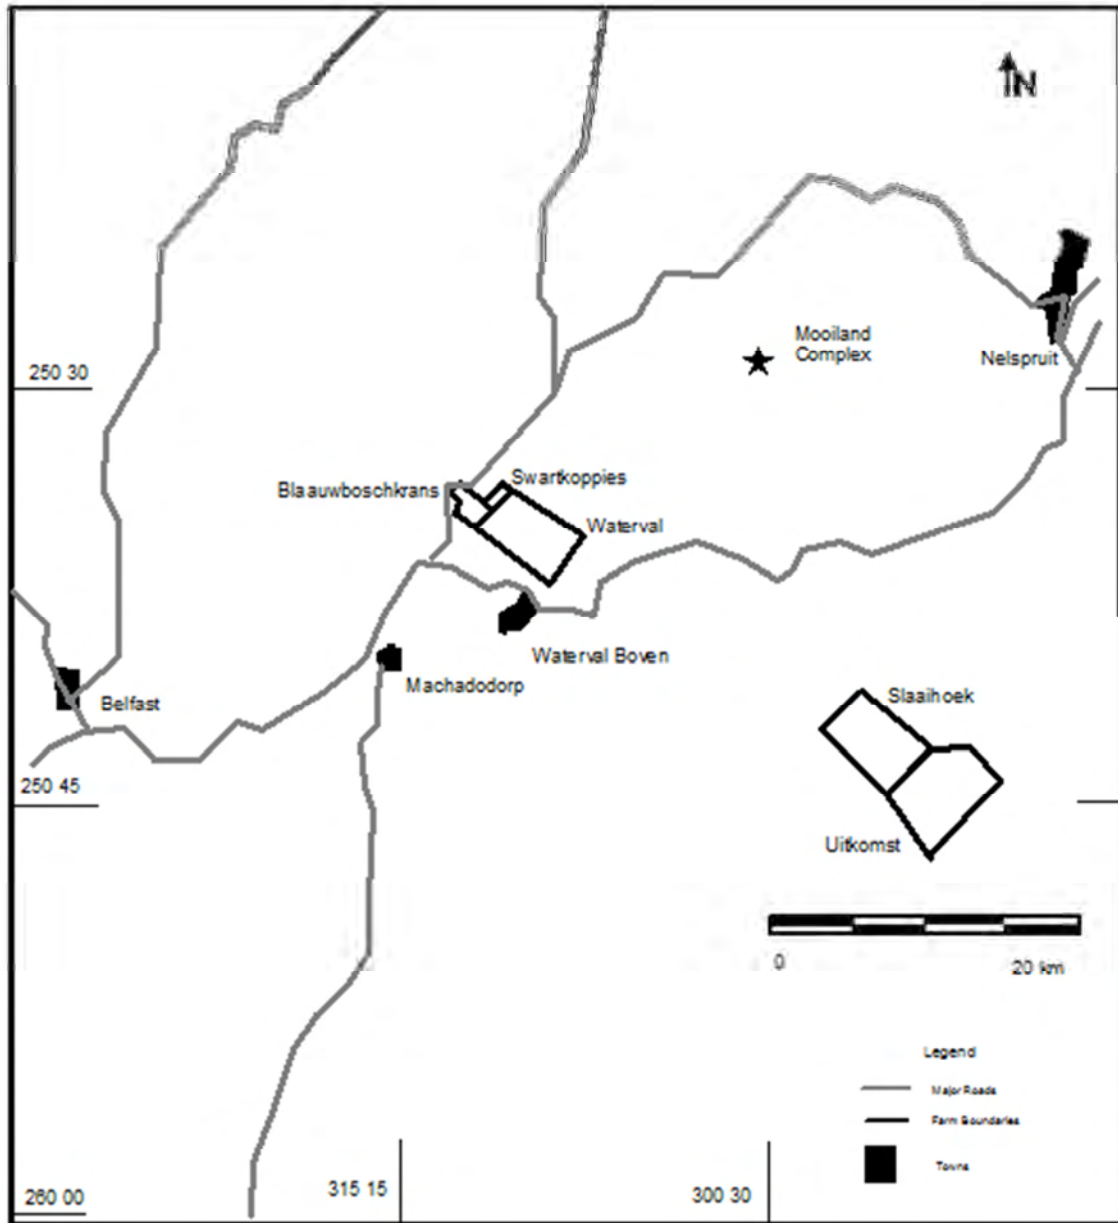 N
Mooiland
Complex
Nelspruit
250 30
Swartkoppies
Blaauwboschkrans
Waterval
Waterval Boven
Machadodorp
Belfast
Slaaihoek
250 45
Uitkomst
0
20 km
Legend
Major Roads
Farm Boundaries
Towns
315 15
300 30
260 00